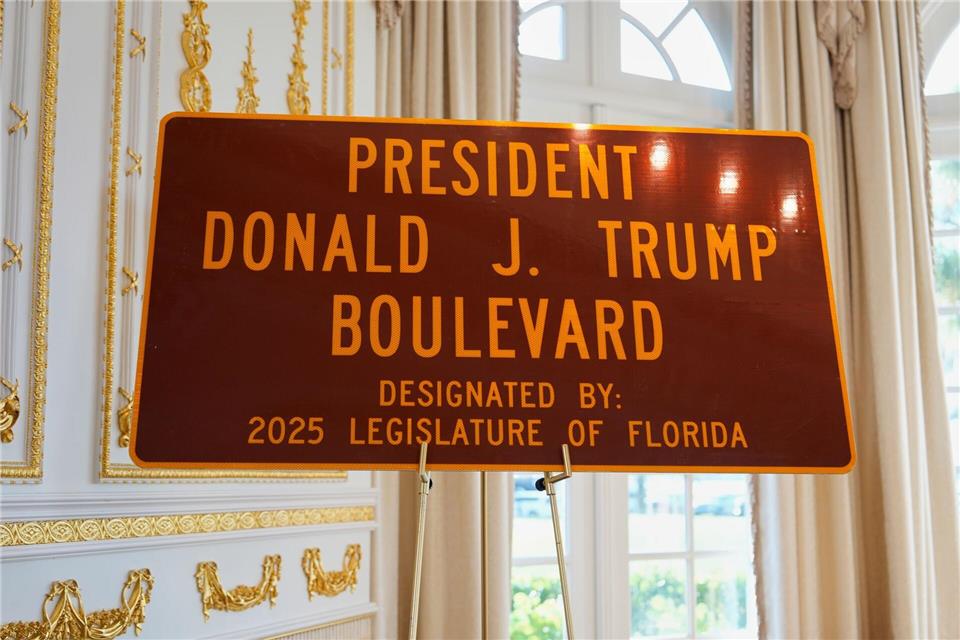 PRESIDENT
DONALD J. TRUMP
BOULEVARD
DESIGNATED BY:
2025 LEGISLATURE OF FLORIDA